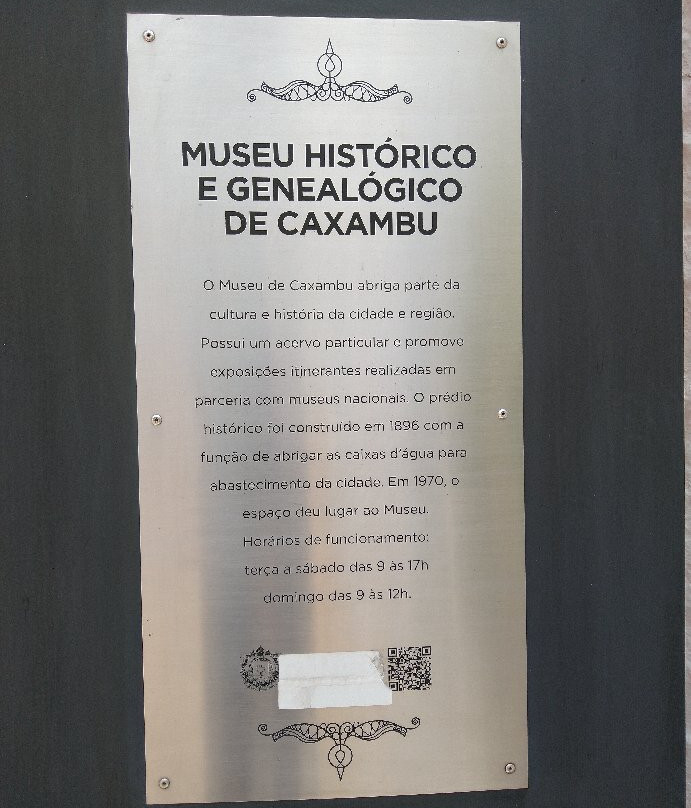 MUSEU HISTÓRICO
E GENEALÓGICO
DE CAXAMBU
O Museu de Caxambu abriga parte da
cultura e história da cidade e região.
Possui um acervo particular e promove
exposições itinerantes realizadas em
parceria com museus nacionais. O prédio
histórico foi construído em 1896 com a
função de abrigar as caixas d'água para
abastecimento da cidade. Em 1970, o
espaço deu lugar ao Museu.
Horários de funcionamento:
terça a sábado das 9 às 17h
domingo das 9 às 12h.